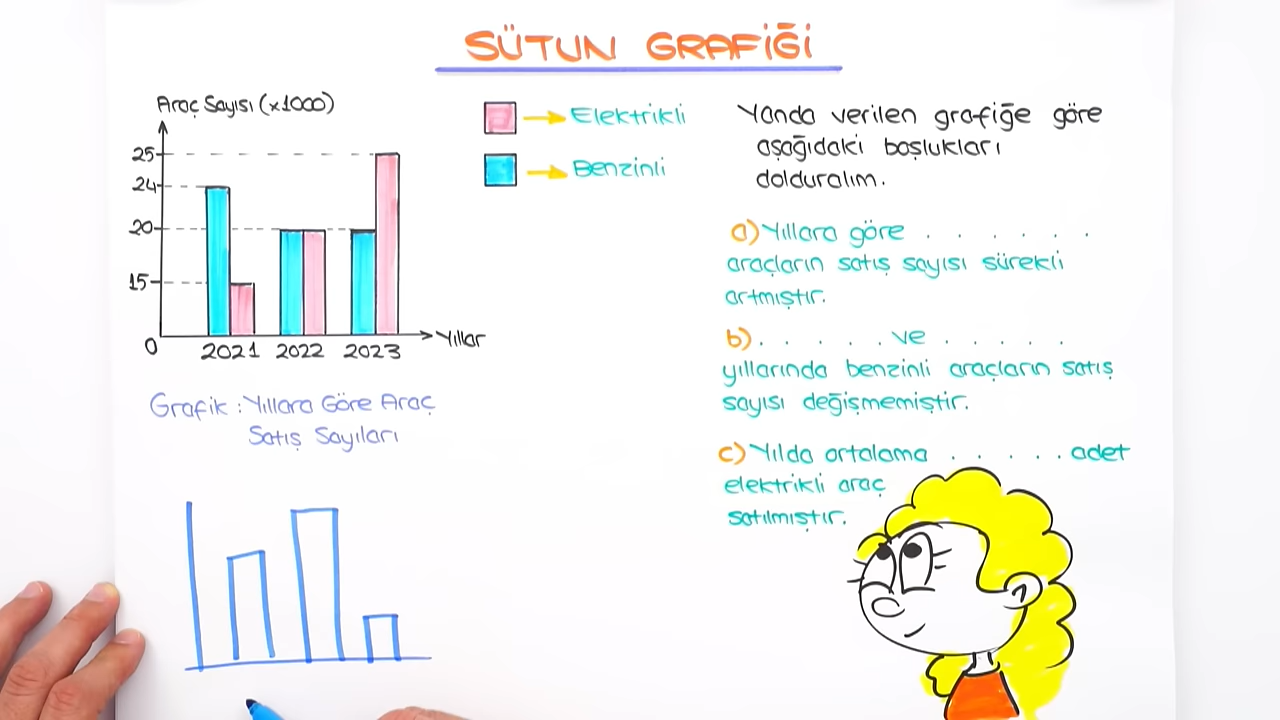 SÜTUN GRAFİĞİ
Araç Sayısı (x1000)
25
24
20
15
0
2021 2022 2023
Yıllar
Grafik : Yıllara Göre Araç
Satış Sayıları
Elektrikli
Benzinli
Yanda verilen grafiğe göre
aşağıdaki boşlukları
dolduralım.
a) Yıllara göre . . . . . .
araçların satış sayısı sürekli
artmıştır.
b) . . . . . ve . . . . .
yıllarında benzinli araçların satış
sayısı değişmemiştir.
c) Yılda ortalama . . . . . adet
elektrikli araç
satılmıştır.